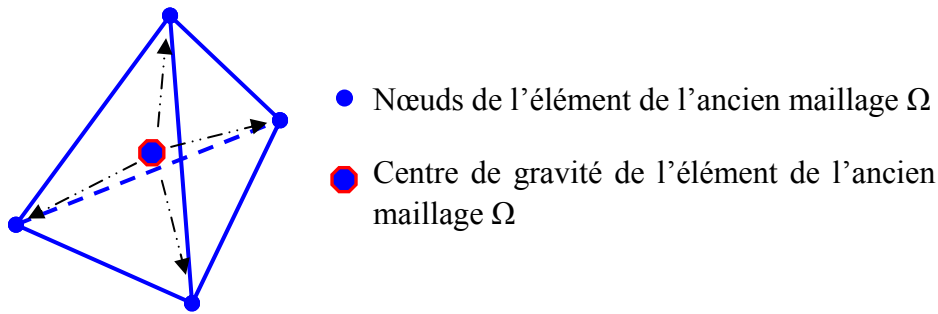 Nœuds de l’élément de l’ancien maillage Ω
Centre de gravité de l’élément de l’ancien
maillage Ω